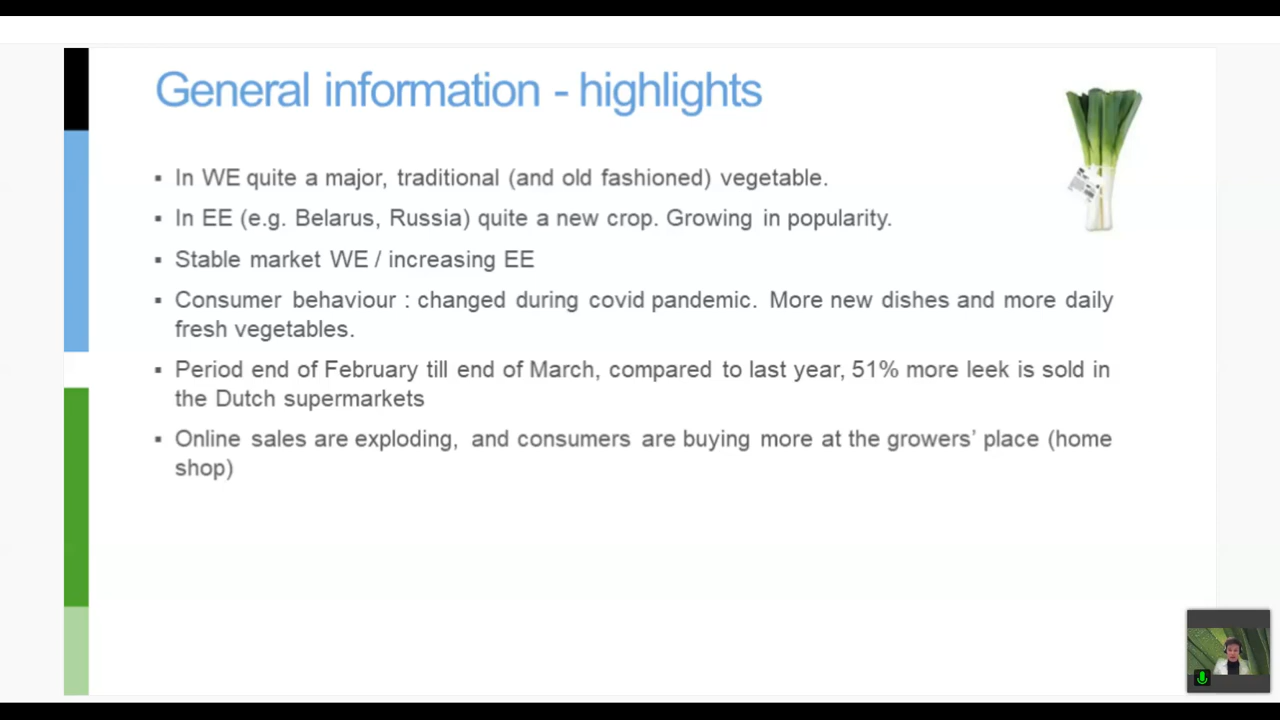 General information - highlights
▪ In WE quite a major, traditional (and old fashioned) vegetable.
▪ In EE (e.g. Belarus, Russia) quite a new crop. Growing in popularity.
▪ Stable market WE / increasing EE
▪ Consumer behaviour : changed during covid pandemic. More new dishes and more daily
fresh vegetables.
▪ Period end of February till end of March, compared to last year, 51% more leek is sold in
the Dutch supermarkets
▪ Online sales are exploding, and consumers are buying more at the growers’ place (home
shop)